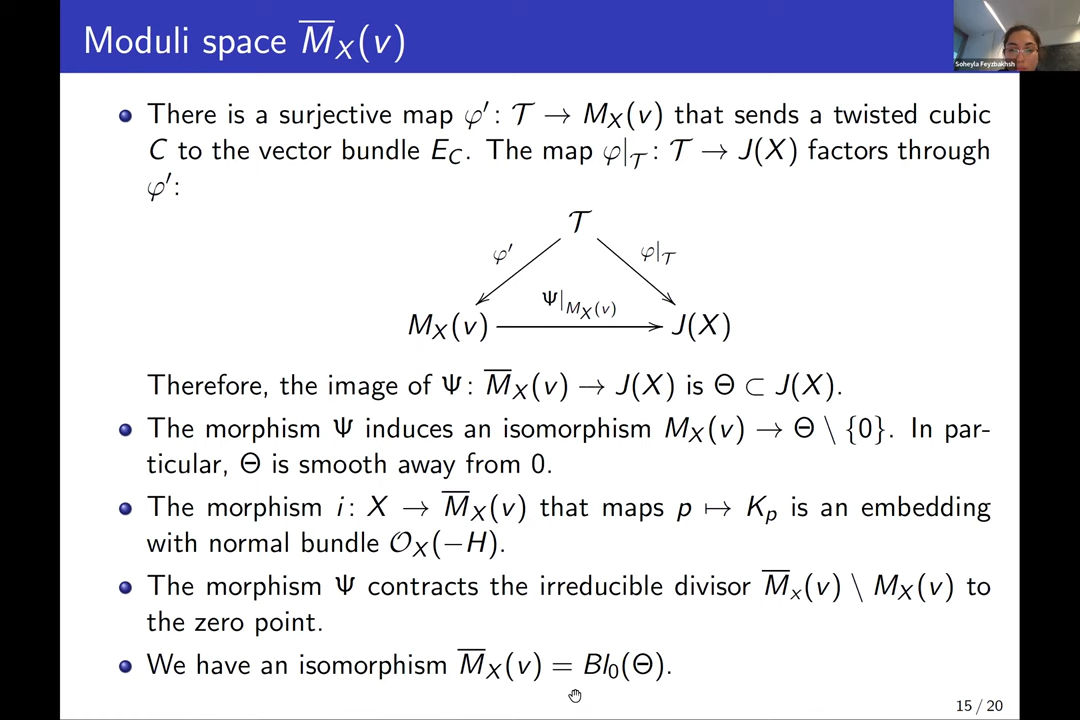 Moduli space M̅_X(v)
Soheyla Feyzbakhsh
There is a surjective map φ′ : 𝒯 → M_X(v) that sends a twisted cubic
C to the vector bundle E_C. The map φ|_𝒯 : 𝒯 → J(X) factors through
φ′:
𝒯
φ′ φ|_𝒯
Ψ|_{M_X(v)}
M_X(v) J(X)
Therefore, the image of Ψ : M̅_X(v) → J(X) is Θ ⊂ J(X).
The morphism Ψ induces an isomorphism M_X(v) → Θ \ {0}. In par-
ticular, Θ is smooth away from 0.
The morphism i : X → M̅_X(v) that maps p ↦ K_p is an embedding
with normal bundle 𝒪_X(−H).
The morphism Ψ contracts the irreducible divisor M̅_x(v) \ M_X(v) to
the zero point.
We have an isomorphism M̅_X(v) = Bl_0(Θ).
15 / 20